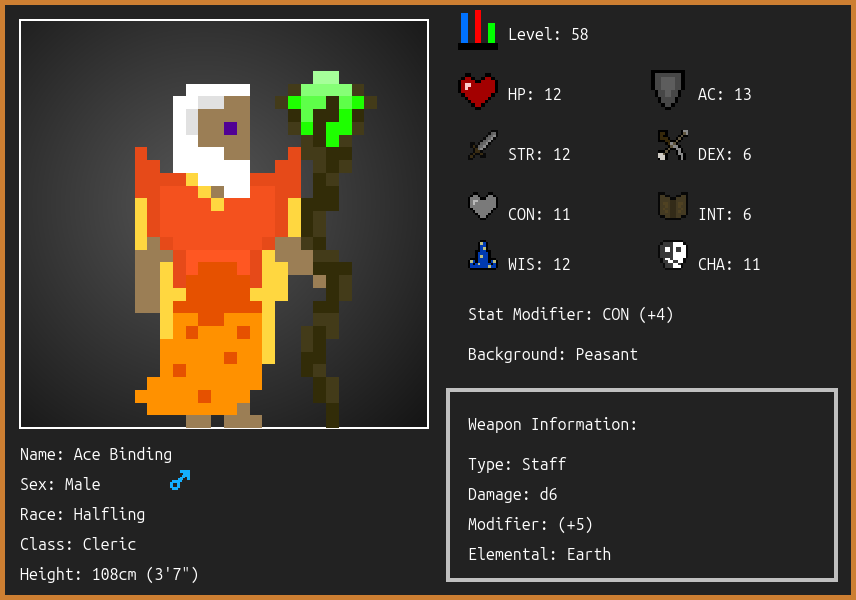 Level: 58
HP: 12
AC: 13
STR: 12
DEX: 6
CON: 11
INT: 6
WIS: 12
CHA: 11
Stat Modifier: CON (+4)
Background: Peasant
Weapon Information:
Type: Staff
Damage: d6
Modifier: (+5)
Elemental: Earth
Name: Ace Binding
Sex: Male ♂
Race: Halfling
Class: Cleric
Height: 108cm (3'7")